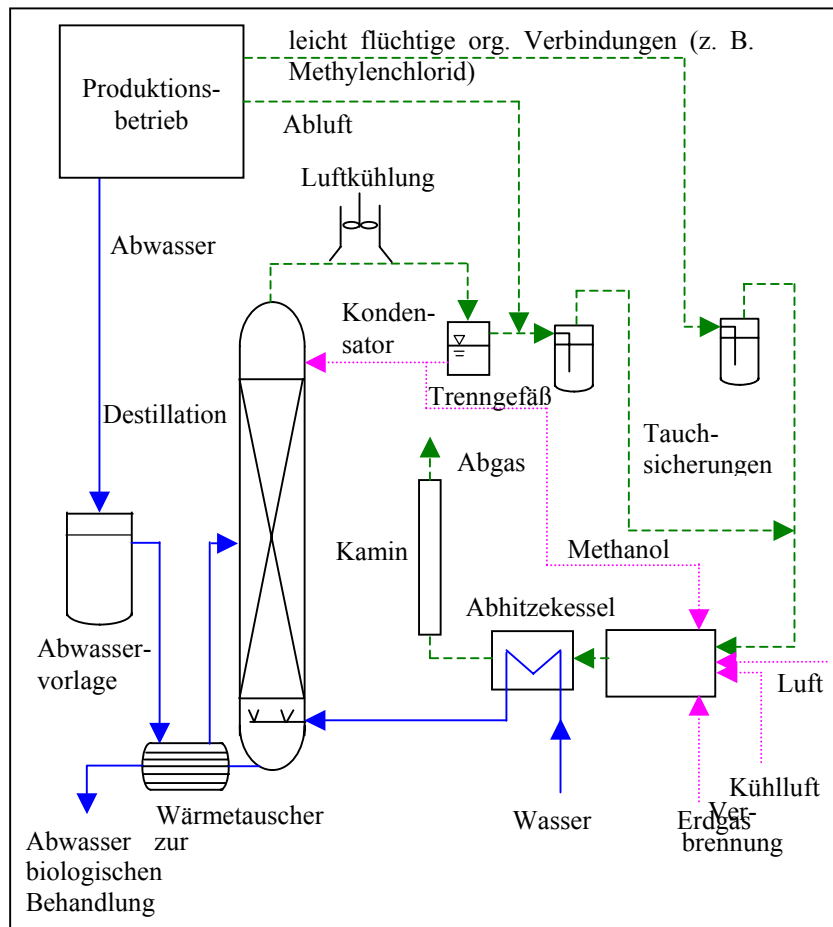 leicht flüchtige org. Verbindungen (z. B.
Methylenchlorid)
Produktions-
betrieb
Abluft
Luftkühlung
Abwasser
Konden-
sator
Trenngefäß
Destillation
Tauch-
sicherungen
Abgas
Methanol
Kamin
Abhitzekessel
Abwasser-
vorlage
Luft
Kühlluft
Wärmetauscher
Wasser
Erdgas
Ver-
brennung
Abwasser zur
biologischen
Behandlung